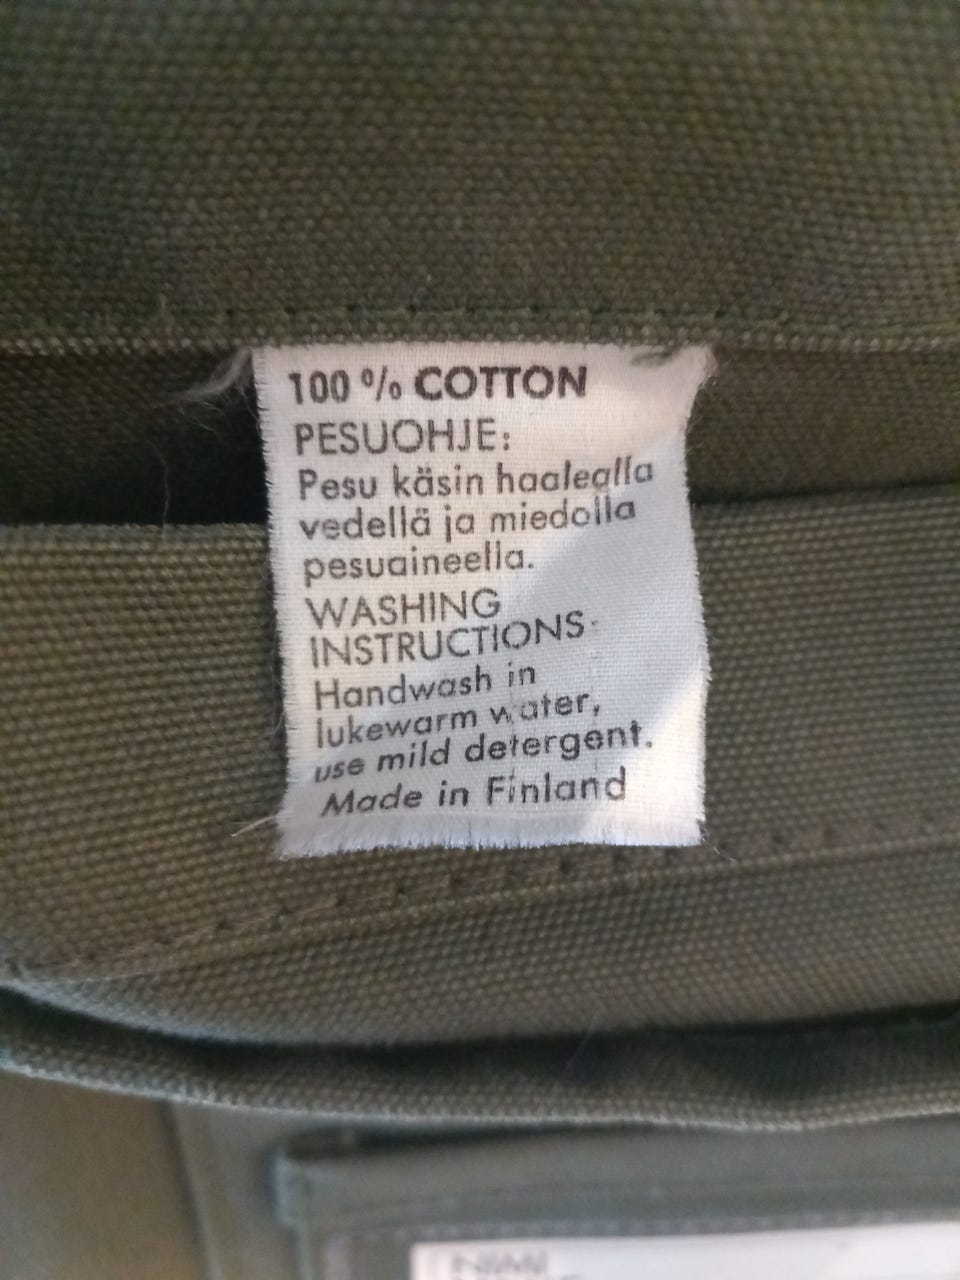 100 % COTTON
PESUOHJE:
Pesu käsin haalealla
vedellä ja miedolla
pesuaineella.
WASHING
INSTRUCTIONS:
Handwash in
lukewarm water,
use mild detergent.
Made in Finland
NIMI